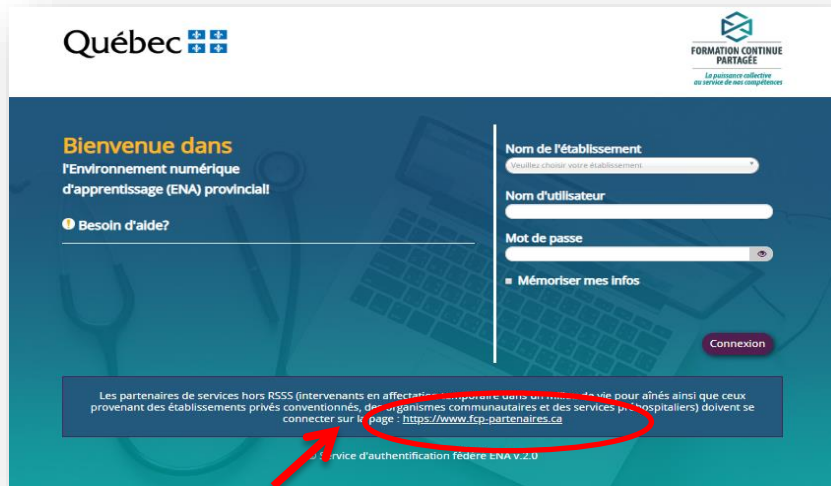 Québec
FORMATION CONTINUE
PARTAGÉE
La puissance collective
au service de nos compétences
Bienvenue dans
l'Environnement numérique
d'apprentissage (ENA) provincial!
Besoin d'aide?
Nom de l'établissement
Veuillez choisir votre établissement
Nom d'utilisateur
Mot de passe
Mémoriser mes infos
Connexion
Les partenaires de services hors RSSS (intervenants en affectation temporaire dans un milieu de vie pour aînés ainsi que ceux
provenant des établissements privés conventionnés, des organismes communautaires et des services préhospitaliers) doivent se
connecter sur la page : https://www.fcp-partenaires.ca
Service d'authentification fédéré ENA v.2.0